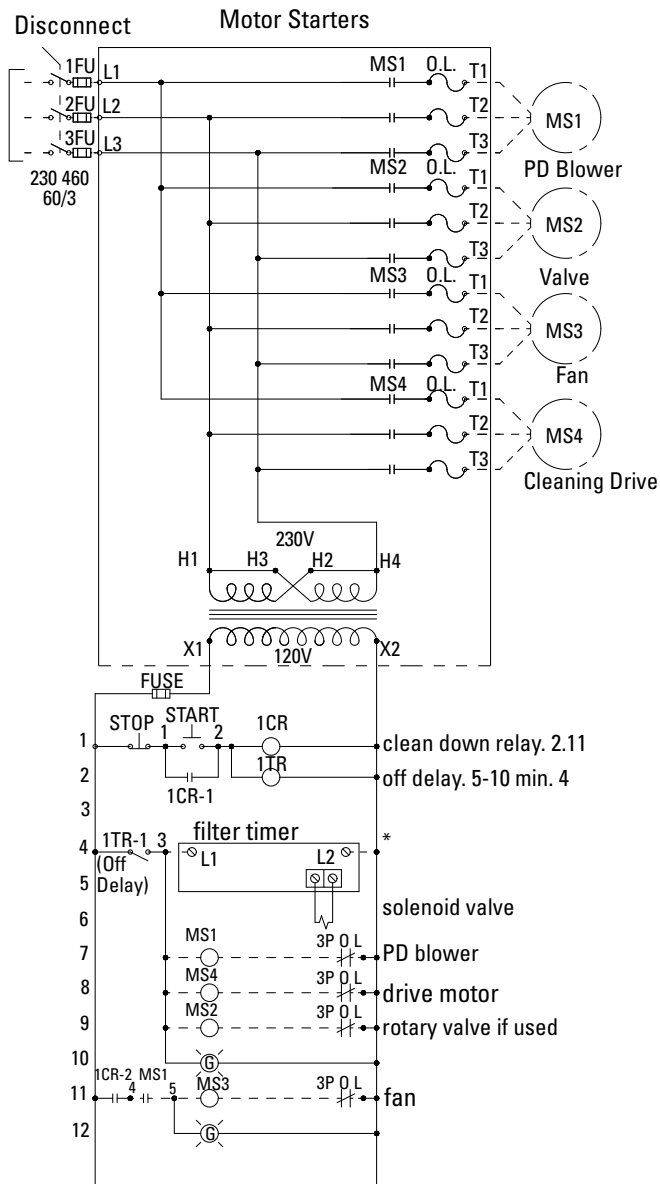 Motor Starters
Disconnect
1FU L1 MS1 O.L. T1
2FU L2 T2 MS1
3FU L3 T3
230 460 MS2 O.L. T1 PD Blower
60/3
T2 MS2
T3 Valve
MS3 O.L. T1
T2 MS3
T3 Fan
MS4 O.L. T1
T2 MS4
T3 Cleaning Drive
230V
H1 H3 H2 H4
X1 120V X2
FUSE
1 STOP 1 START 2 1CR clean down relay. 2.11
2 1CR-1 1TR off delay. 5-10 min. 4
3
filter timer
4 1TR-1 3 L1 L2 *
(Off
5 Delay)
6 solenoid valve
7 MS1 3P O L PD blower
8 MS4 3P O L drive motor
9 MS2 3P O L rotary valve if used
10 G
11 1CR-2 4 MS1 5 MS3 3P O L fan
12 G